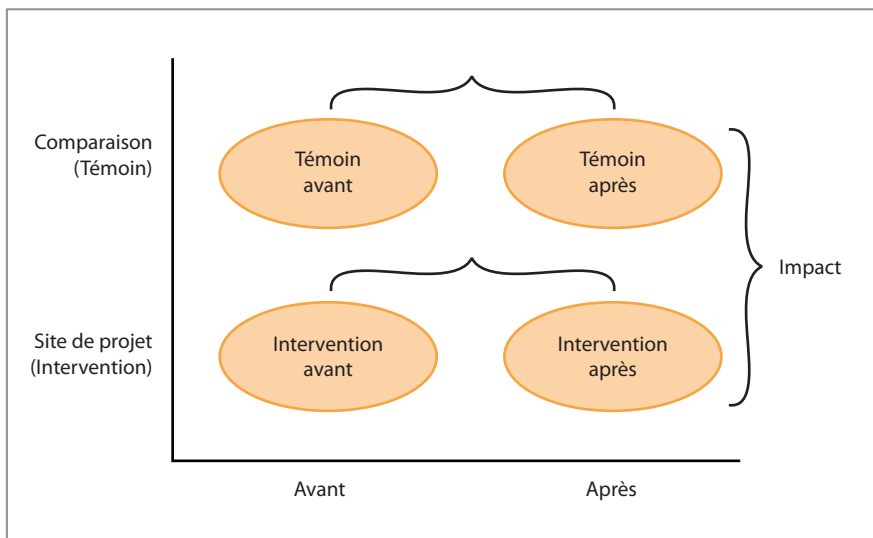 Comparaison
(Témoin)
Témoin
avant
Témoin
après
Impact
Site de projet
(Intervention)
Intervention
avant
Intervention
après
Avant
Après